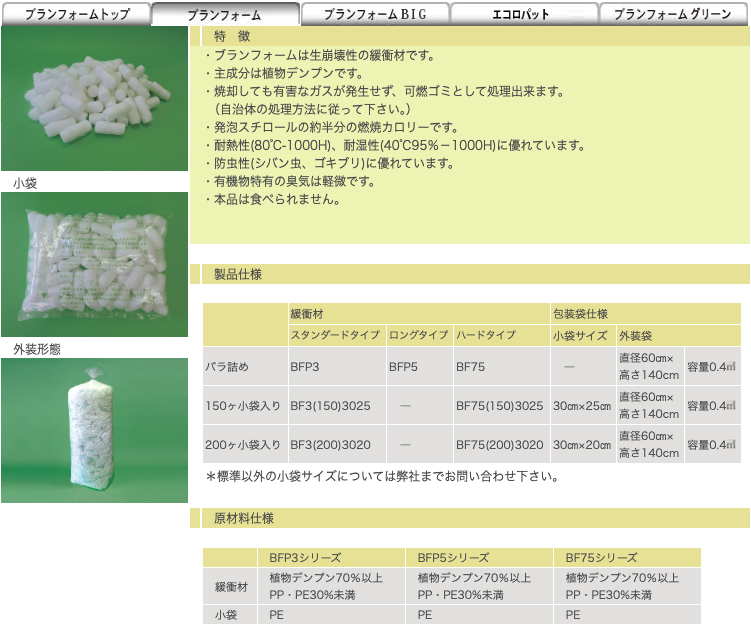 ブランフォームトップ
ブランフォーム
ブランフォームBIG
エコロパット
ブランフォームグリーン
特　徴
・ブランフォームは生崩壊性の緩衝材です。
・主成分は植物デンプンです。
・焼却しても有害なガスが発生せず、可燃ゴミとして処理出来ます。
（自治体の処理方法に従って下さい。）
・発泡スチロールの約半分の燃焼カロリーです。
・耐熱性(80℃-1000H)、耐湿性(40℃95％－1000H)に優れています。
・防虫性(シバン虫、ゴキブリ)に優れています。
・有機物特有の臭気は軽微です。
・本品は食べられません。
小袋
外装形態
製品仕様
緩衝材 包装袋仕様
スタンダードタイプ ロングタイプ ハードタイプ 小袋サイズ 外装袋
バラ詰め BFP3 BFP5 BF75 － 直径60㎝×高さ140cm 容量0.4㎥
150ヶ小袋入り BF3(150)3025 － BF75(150)3025 30㎝×25㎝ 直径60㎝×高さ140cm 容量0.4㎥
200ヶ小袋入り BF3(200)3020 － BF75(200)3020 30㎝×20㎝ 直径60㎝×高さ140cm 容量0.4㎥
＊標準以外の小袋サイズについては弊社までお問い合わせ下さい。
原材料仕様
BFP3シリーズ BFP5シリーズ BF75シリーズ
緩衝材 植物デンプン70％以上 PP・PE30%未満 植物デンプン70％以上 PP・PE30%未満 植物デンプン70％以上 PP・PE30%未満
小袋 PE PE PE